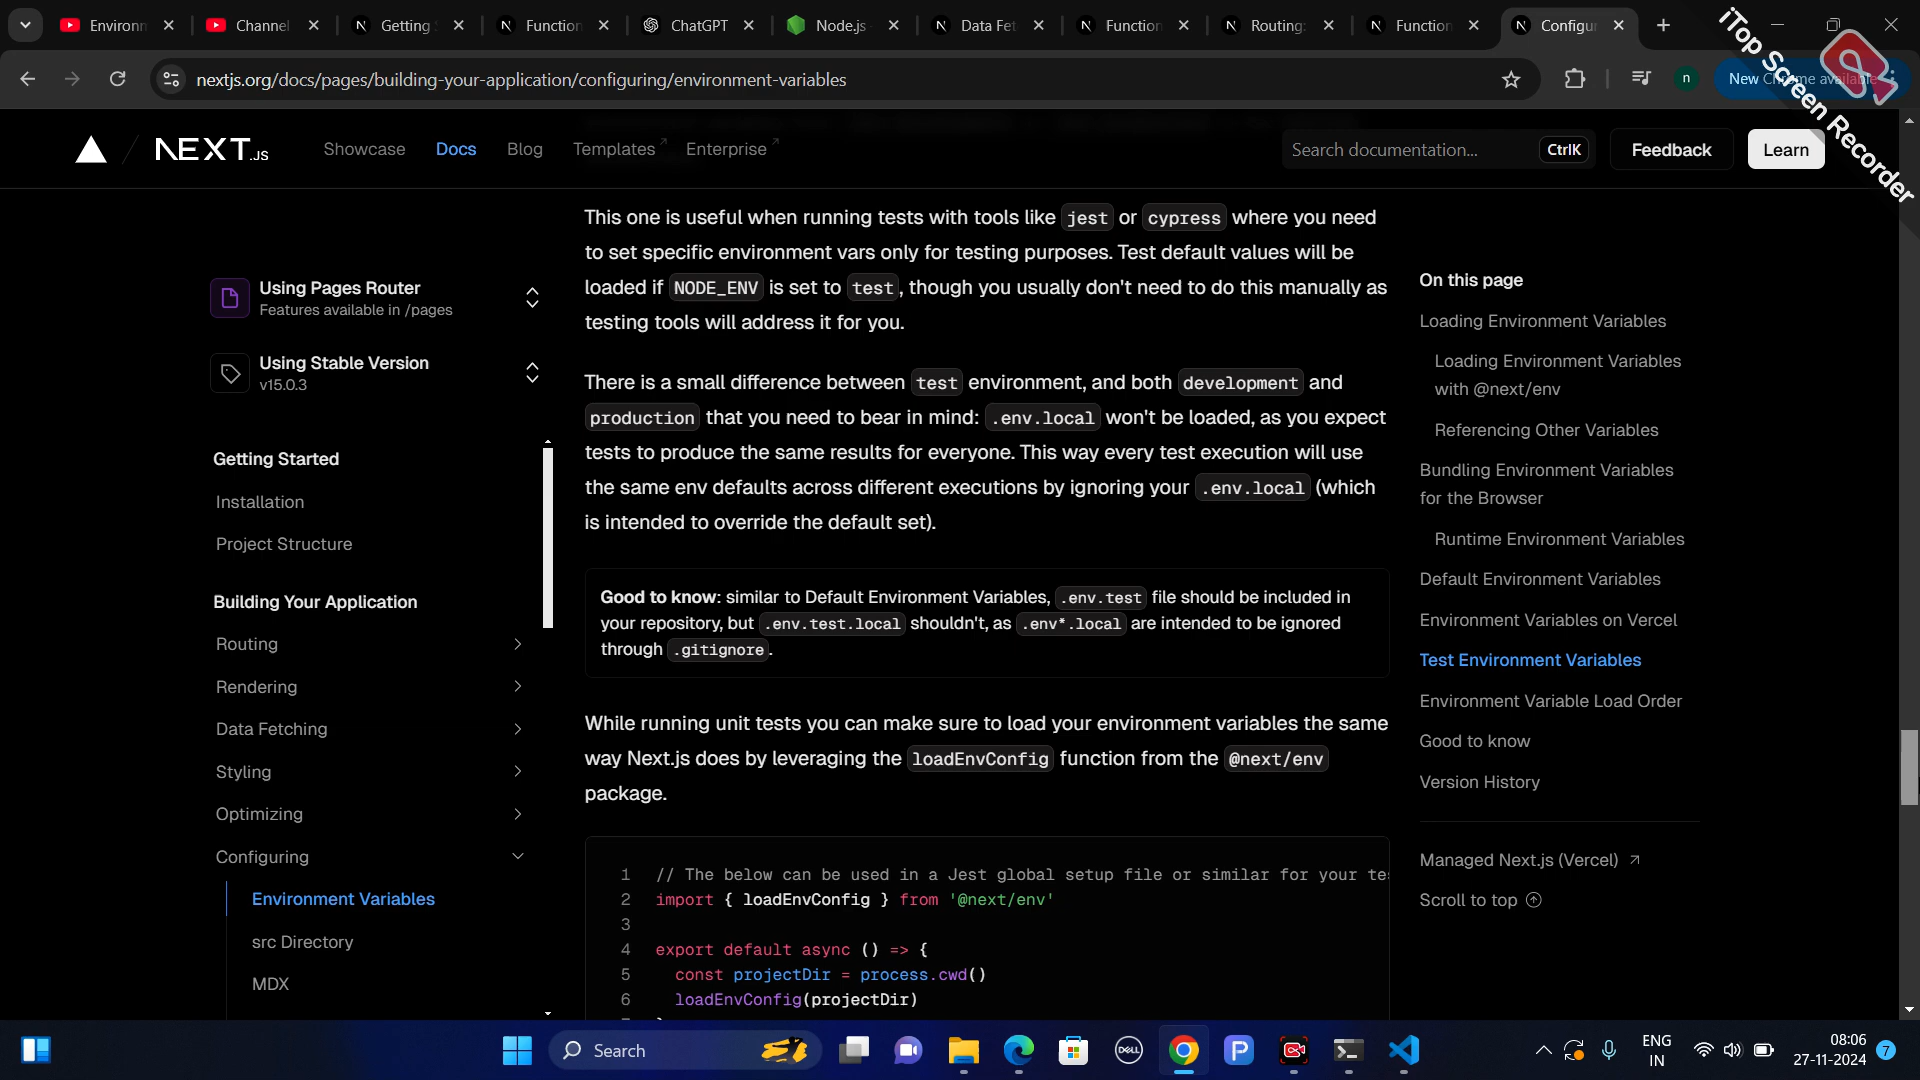 Environm
Channel
Getting S
Function
ChatGPT
Node.js
Data Fet
Function
Routing:
Function
Configur
nextjs.org/docs/pages/building-your-application/configuring/environment-variables
n
New Chrome available
iTop Screen Recorder
NEXT.JS
Showcase
Docs
Blog
Templates
Enterprise
Search documentation...
CtrlK
Feedback
Learn
Using Pages Router
Features available in /pages
Using Stable Version
v15.0.3
Getting Started
Installation
Project Structure
Building Your Application
Routing
Rendering
Data Fetching
Styling
Optimizing
Configuring
Environment Variables
src Directory
MDX
This one is useful when running tests with tools like jest or cypress where you need
to set specific environment vars only for testing purposes. Test default values will be
loaded if NODE_ENV is set to test, though you usually don't need to do this manually as
testing tools will address it for you.
There is a small difference between test environment, and both development and
production that you need to bear in mind: .env.local won't be loaded, as you expect
tests to produce the same results for everyone. This way every test execution will use
the same env defaults across different executions by ignoring your .env.local (which
is intended to override the default set).
Good to know: similar to Default Environment Variables, .env.test file should be included in
your repository, but .env.test.local shouldn't, as .env*.local are intended to be ignored
through .gitignore.
While running unit tests you can make sure to load your environment variables the same
way Next.js does by leveraging the loadEnvConfig function from the @next/env
package.
1 // The below can be used in a Jest global setup file or similar for your tes
2 import { loadEnvConfig } from '@next/env'
3
4 export default async () => {
5 const projectDir = process.cwd()
6 loadEnvConfig(projectDir)
On this page
Loading Environment Variables
Loading Environment Variables
with @next/env
Referencing Other Variables
Bundling Environment Variables
for the Browser
Runtime Environment Variables
Default Environment Variables
Environment Variables on Vercel
Test Environment Variables
Environment Variable Load Order
Good to know
Version History
Managed Next.js (Vercel)
Scroll to top
Search
DELL
P
ENG
IN
08:06
27-11-2024
7